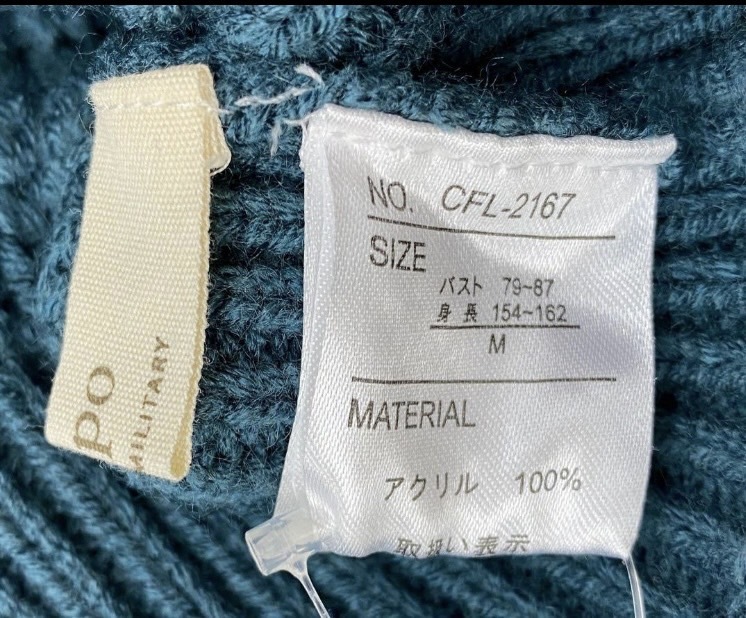 po
MILITARY
NO. CFL-2167
SIZE
バスト 79~87
身長 154~162
M
MATERIAL
アクリル 100%
取扱い表示